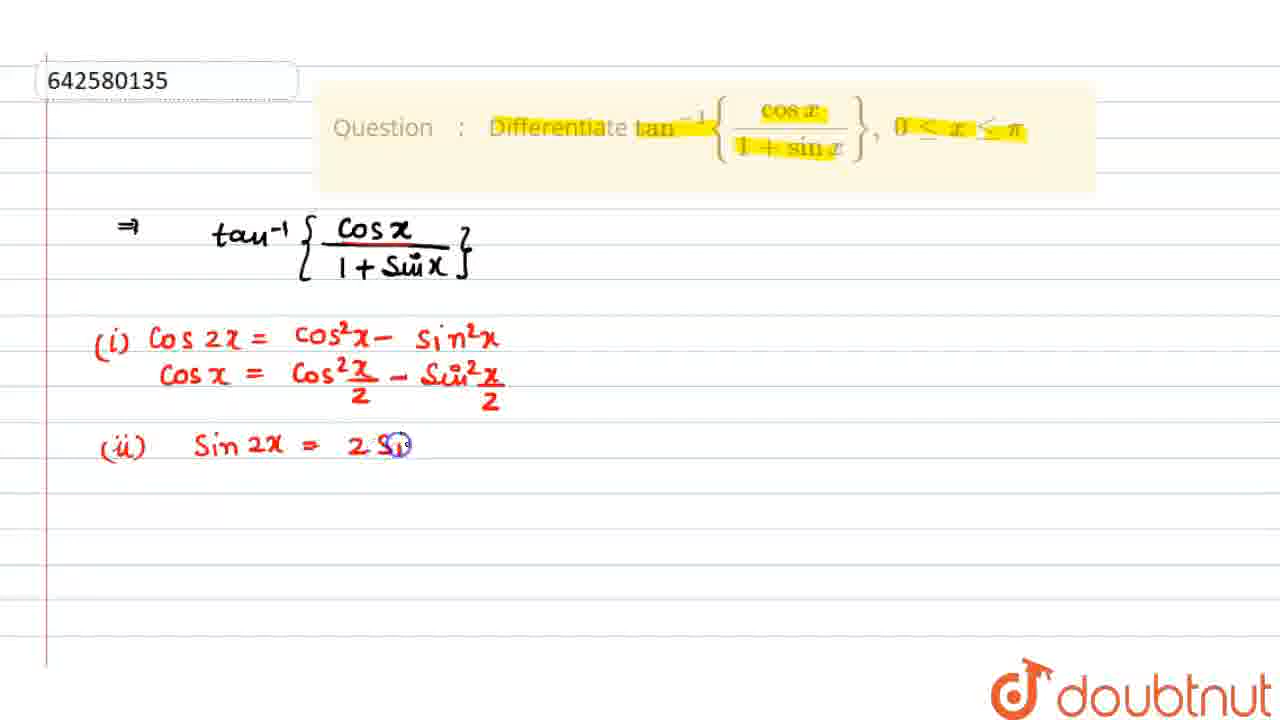 642580135
Question : Differentiate tan⁻¹{cos x / 1 + sin x}, 0 ≤ x ≤ π
⇒ tan⁻¹ {Cos x / 1 + Sin x}
(i) Cos 2x = cos²x - sin²x
Cos x = Cos² x/2 - Sin² x/2
(ii) Sin 2x = 2 Si
doubtnut